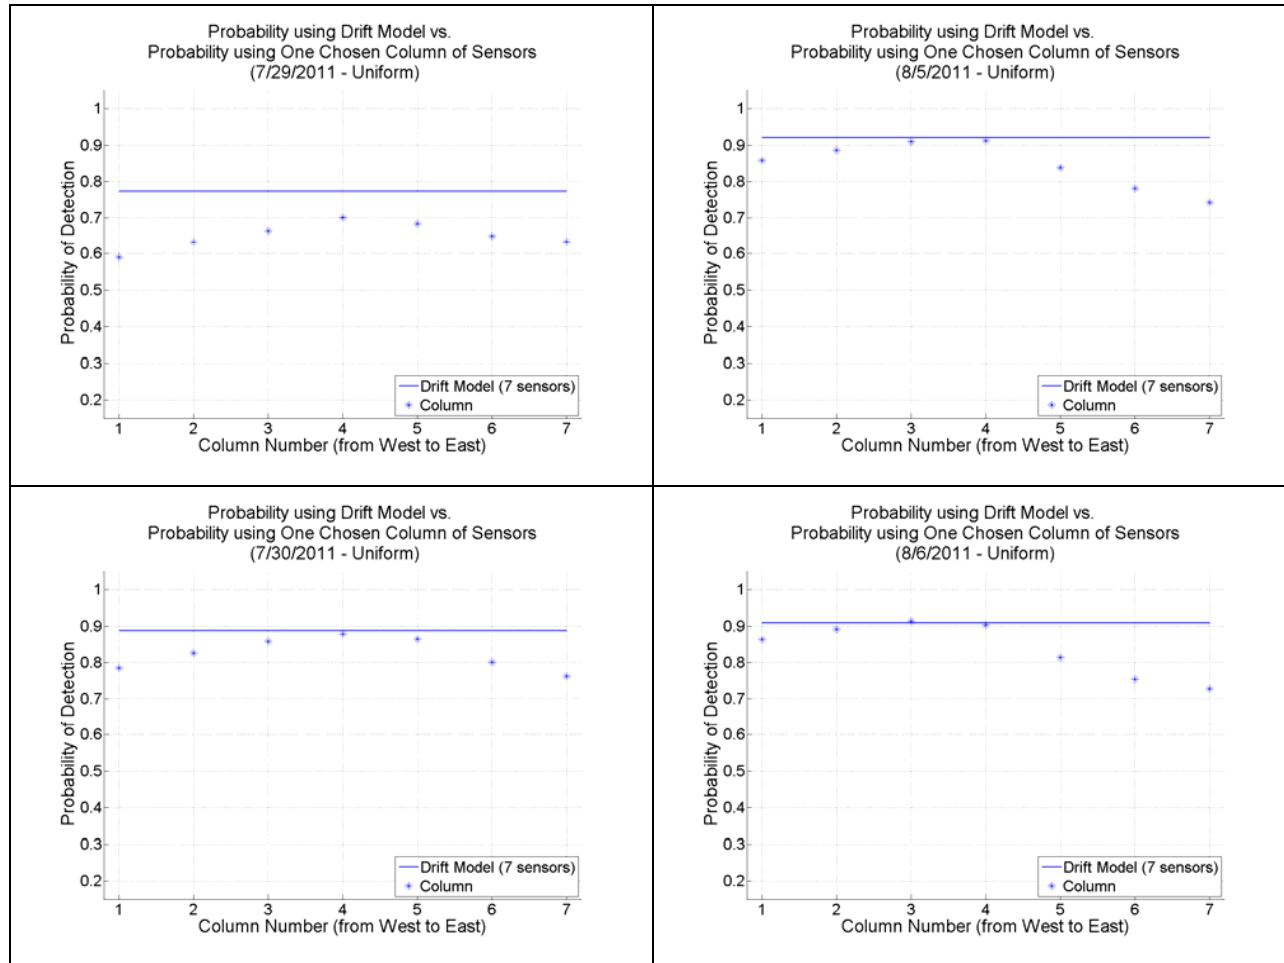 Probability using Drift Model vs.
Probability using One Chosen Column of Sensors
(7/29/2011 - Uniform)
Probability of Detection
1
0.9
0.8
0.7
0.6
0.5
0.4
0.3
0.2
Drift Model (7 sensors)
Column
1 2 3 4 5 6 7
Column Number (from West to East)
Probability using Drift Model vs.
Probability using One Chosen Column of Sensors
(8/5/2011 - Uniform)
Probability of Detection
1
0.9
0.8
0.7
0.6
0.5
0.4
0.3
0.2
Drift Model (7 sensors)
Column
1 2 3 4 5 6 7
Column Number (from West to East)
Probability using Drift Model vs.
Probability using One Chosen Column of Sensors
(7/30/2011 - Uniform)
Probability of Detection
1
0.9
0.8
0.7
0.6
0.5
0.4
0.3
0.2
Drift Model (7 sensors)
Column
1 2 3 4 5 6 7
Column Number (from West to East)
Probability using Drift Model vs.
Probability using One Chosen Column of Sensors
(8/6/2011 - Uniform)
Probability of Detection
1
0.9
0.8
0.7
0.6
0.5
0.4
0.3
0.2
Drift Model (7 sensors)
Column
1 2 3 4 5 6 7
Column Number (from West to East)